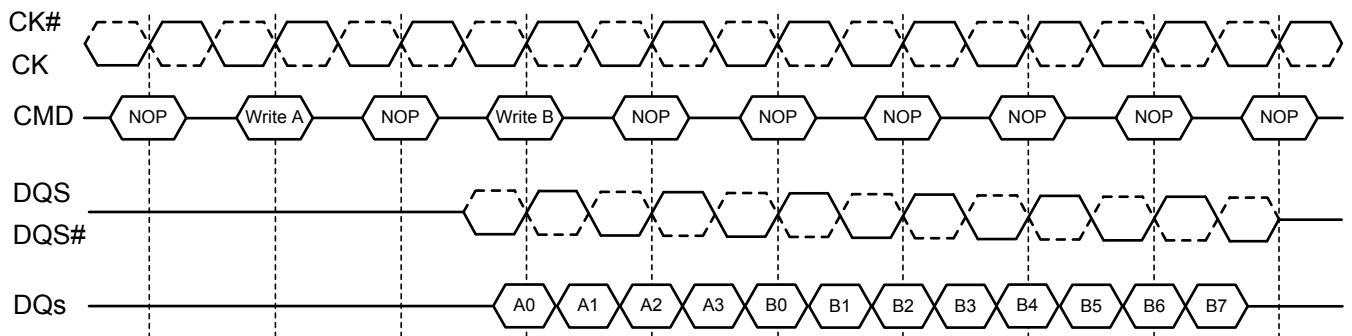 CK#
CK
CMD NOP Write A NOP Write B NOP NOP NOP NOP NOP NOP
DQS
DQS#
DQs A0 A1 A2 A3 B0 B1 B2 B3 B4 B5 B6 B7